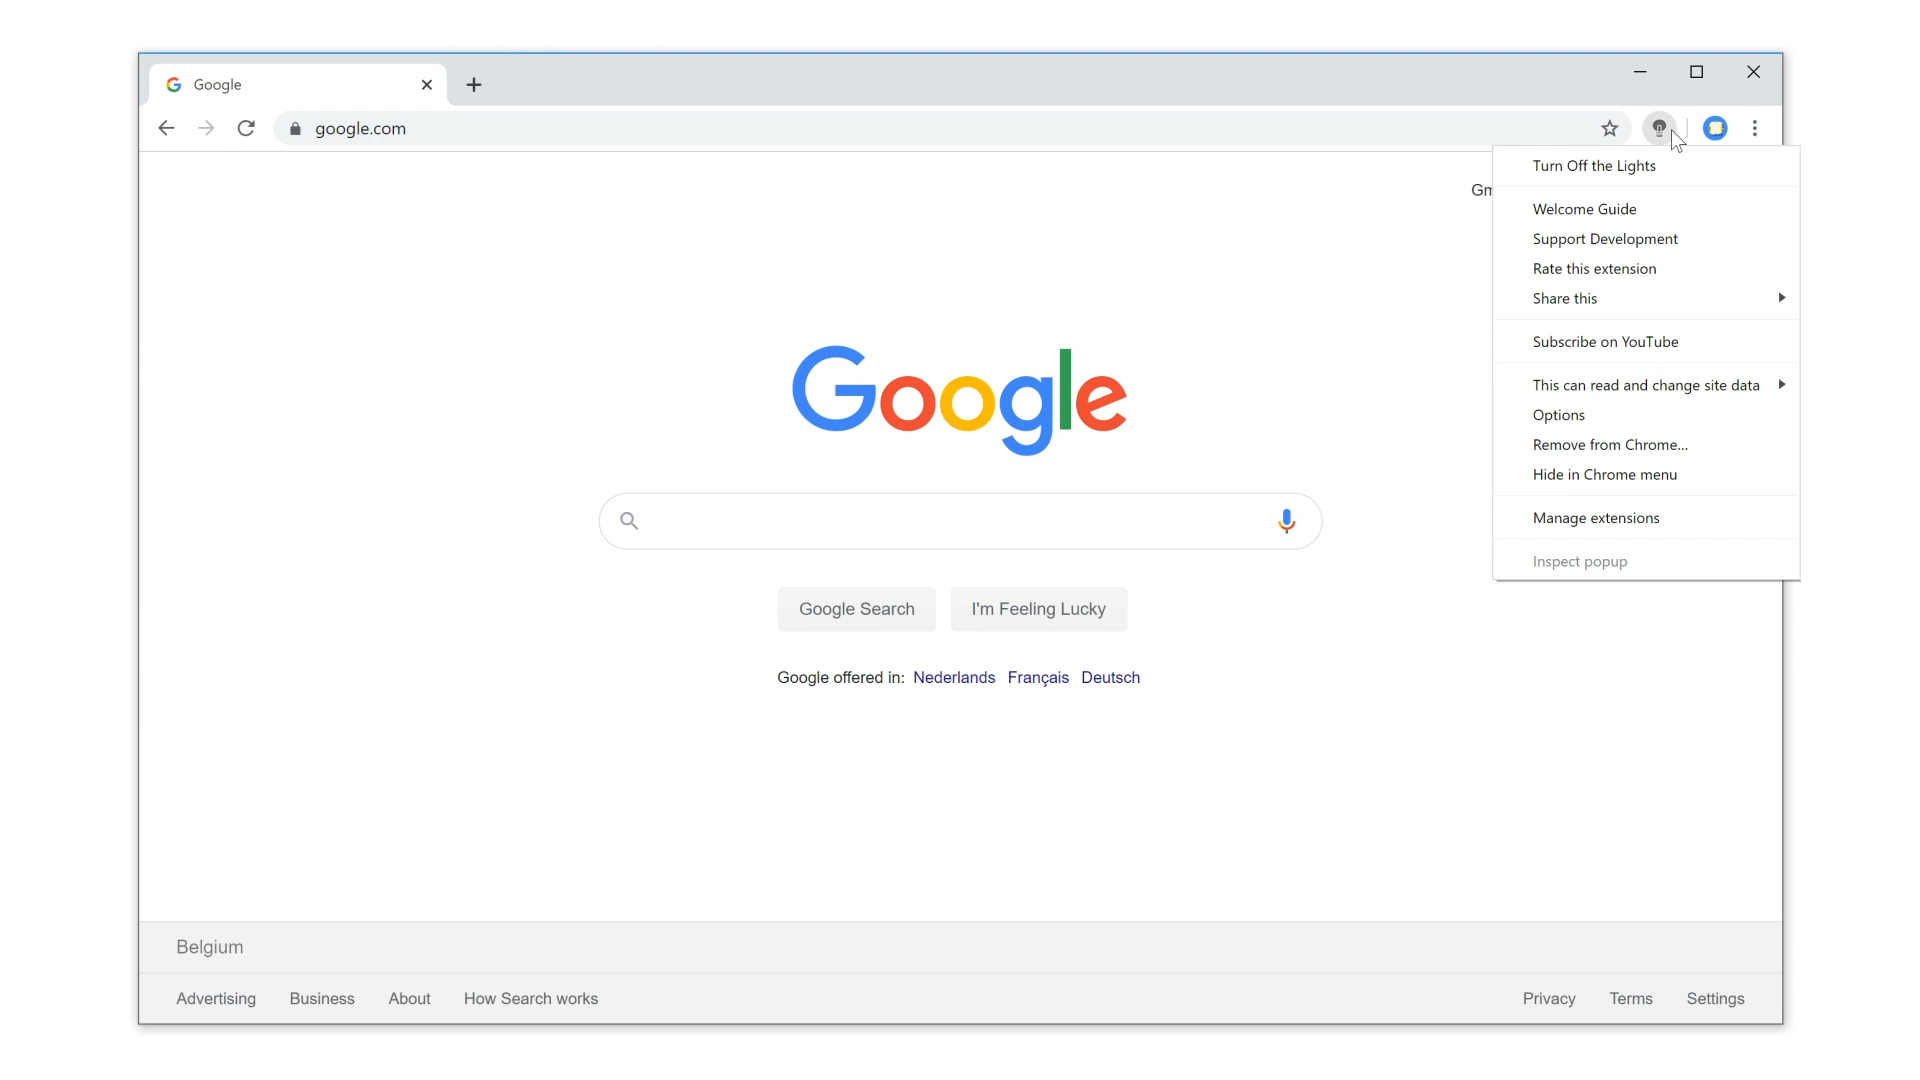 Google
google.com
Gm
Turn Off the Lights
Welcome Guide
Support Development
Rate this extension
Share this
Subscribe on YouTube
This can read and change site data
Options
Remove from Chrome...
Hide in Chrome menu
Manage extensions
Inspect popup
Google
Google Search I'm Feeling Lucky
Google offered in: Nederlands Français Deutsch
Belgium
Advertising Business About How Search works Privacy Terms Settings